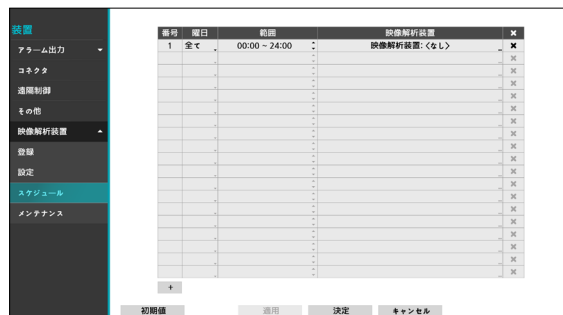 装置
アラーム出力
コネクタ
遠隔制御
その他
映像解析装置
登録
設定
スケジュール
メンテナンス
番号 曜日 範囲 映像解析装置 ×
1 全て 00:00 ~ 24:00 映像解析装置: <なし> ×
+
初期値 適用 決定 キャンセル